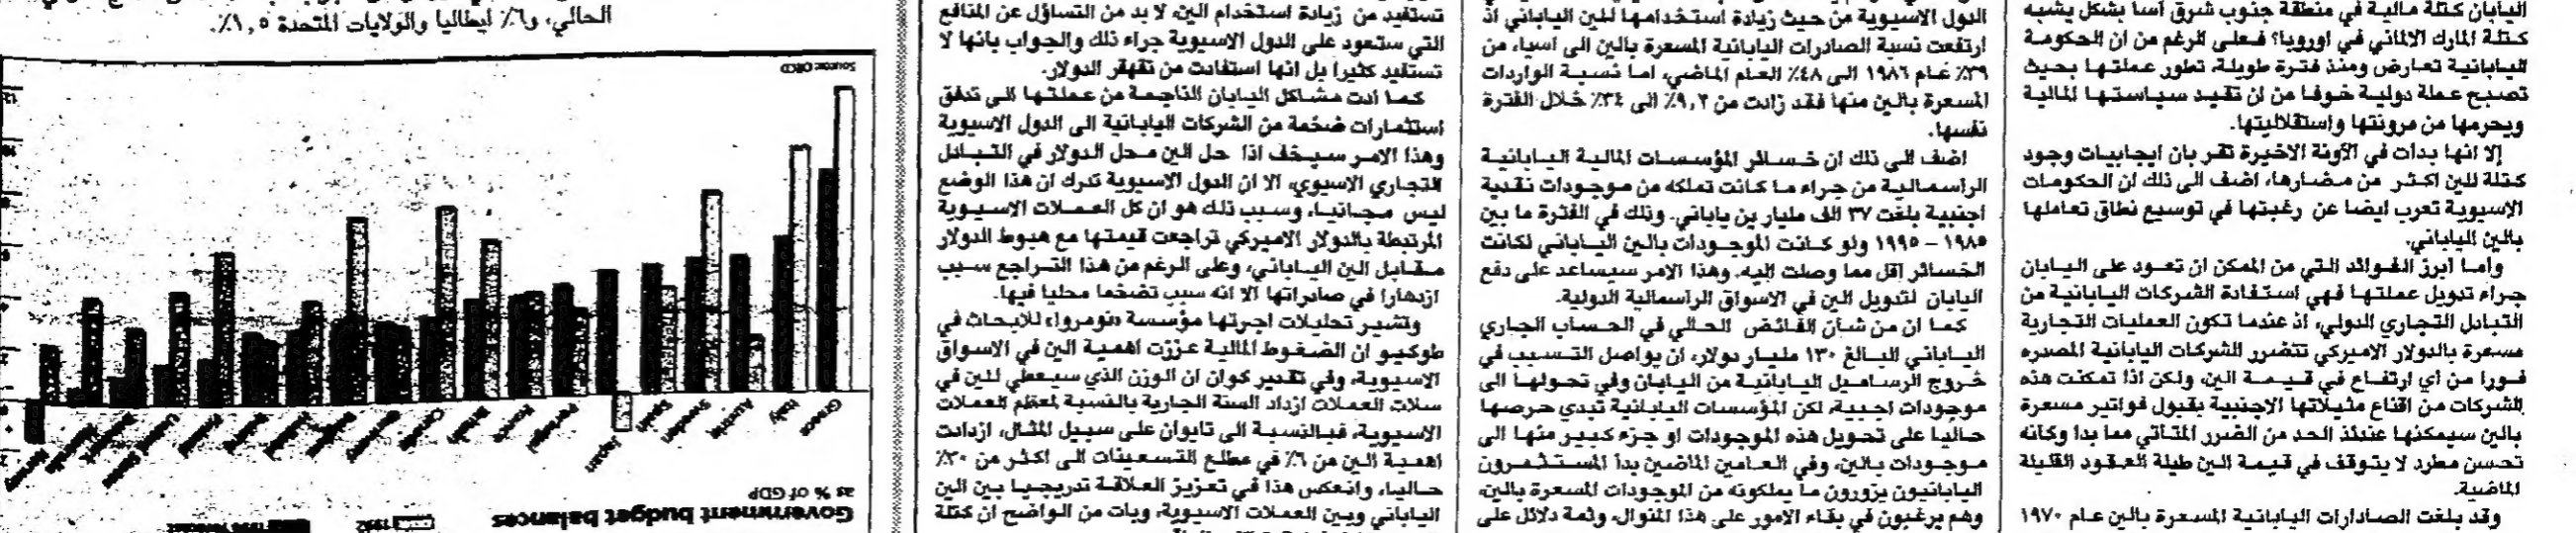 اليابان كتلة مالية في منطقة جنوب شرق آسيا بشكل يشبه
كتلة المارك الالماني في اوروبا؟ فعلى الرغم من ان الحكومة
اليابانية تعارض ومنذ فترة طويلة، تطور عملتها بحيث
تصبح عملة دولية خوفا من ان تقيد سياستها المالية
ويحرمها من مرونتها واستقلاليتها.
إلا انها بدات في الآونة الاخيرة تقر بان ايجابيات وجود
كتلة للين اكثر من مضارها، اضف الى ذلك ان الحكومات
الاسيوية تعرب ايضا عن رغبتها في توسيع نطاق تعاملها
بالين الياباني.
واما ابرز الفوائد التي من الممكن ان تعود على اليابان
جراء تدويل عملتها فهي استفادة الشركات اليابانية من
التبادل التجاري الدولي، اذ عندما تكون العمليات التجارية
مسعرة بالدولار الاميركي تتضرر الشركات اليابانية المصدره
فورا من اي ارتفاع في قيمة الين، ولكن اذا تمكنت هذه
الشركات من اقناع مثيلاتها الاجنبية بقبول فواتير مسعرة
بالين سيمكنها عندئذ الحد من الضرر المتاتي مما بدا وكانه
تحسن مطرد لا يتوقف في قيمة الين طيلة العقود القليلة
الماضية.
وقد بلغت الصادارات اليابانية المسعرة بالين عام ١٩٧٠
الدول الاسيوية من حيث زيادة استخدامها للين الياباني اذ
ارتفعت نسبة الصادرات اليابانية المسعرة بالين الى اسيا، من
٣٩٪ عام ١٩٨٦ الى ٤٨٪ العام الماضي، اما نسبة الواردات
المسعرة بالين منها فقد زادت من ٩,٢٪ الى ٣٤٪ خلال الفترة
نفسها.
اضف الى ذلك ان خسائر المؤسسات المالية اليابانية
الراسمالية من جراء ما كانت تملكه من موجودات نقدية
اجنبية بلغت ٣٧ الف مليار ين ياباني. وذلك في الفترة ما بين
١٩٨٥ – ١٩٩٥ ولو كانت الموجودات بالين الياباني لكانت
الخسائر اقل مما وصلت اليه. وهذا الامر سيساعد على دفع
اليابان لتدويل الين في الاسواق الراسمالية الدولية.
كما ان من شان الفائض الحالي في الحساب الجاري
الياباني البالغ ١٣٠ مليار دولار، ان يواصل التسبب في
خروج الرساميل اليابانية من اليابان وفي تحولها الى
موجودات اجبية، لكن المؤسسات اليابانية تبدي حرصها
حاليا على تحويل هذه الموجودات او جزء كبير منها الى
موجودات بالين، وفي العامين الماضين بدأ المستثمرون
اليابانيون يزورون ما يملكونه من الموجودات المسعرة بالين،
وهم يرغبون في بقاء الامور على هذا المنوال، وثمة دلائل على
تستفيد من زيادة استخدام الين، لا بد من التساؤل عن المنافع
التي ستعود على الدول الاسيوية جراء ذلك والجواب بانها لا
تستفيد كثيرا بل انها استفادت من تقهقر الدولار.
كما ادت مشاكل اليابان الناجمة من عملتها الى تدفق
استثمارات ضخمة من الشركات اليابانية الى الدول الاسيوية
وهذا الامر سيخف اذا حل الين محل الدولار في التبادل
التجاري الاسيوي، الا ان الدول الاسيوية تدرك ان هذا الوضع
ليس مجانيا، وسبب ذلك هو ان كل العملات الاسيوية
المرتبطة بالدولار الاميركي تراجعت قيمتها مع هبوط الدولار
مقابل الين الياباني، وعلى الرغم من هذا التراجع سبب
ازدهارا في صادراتها الا انه سبب تضخما محليا فيها.
وتشير تحليلات اجرتها مؤسسة «نومورا» للابحاث في
طوكيو ان الضغوط المالية عززت اهمية الين في الاسواق
الاسيوية، وفي تقدير كوان ان الوزن الذي سيعطي للين في
سلات العملات ازداد السنة الجارية بالنسبة لمعظم العملات
الاسيوية، فبالنسبة الى تايوان على سبيل المثال، ازدادت
اهمية الين من ٦٪ في مطلع التسعينات الى اكثر من ٣٠٪
حاليا، وانعكس هذا في تعزيز العلاقة تدريجيا بين الين
الياباني وبين العملات الاسيوية، وبات من الواضح ان كتلة
الحالي، و٦٪ ايطاليا والولايات المتحدة ١,٥٪.
Government budget balances
as % of GDP
Greece
Italy
Austria
Sweden
Spain
Japan
Portugal
France
Britain
Canada
Source: OECD